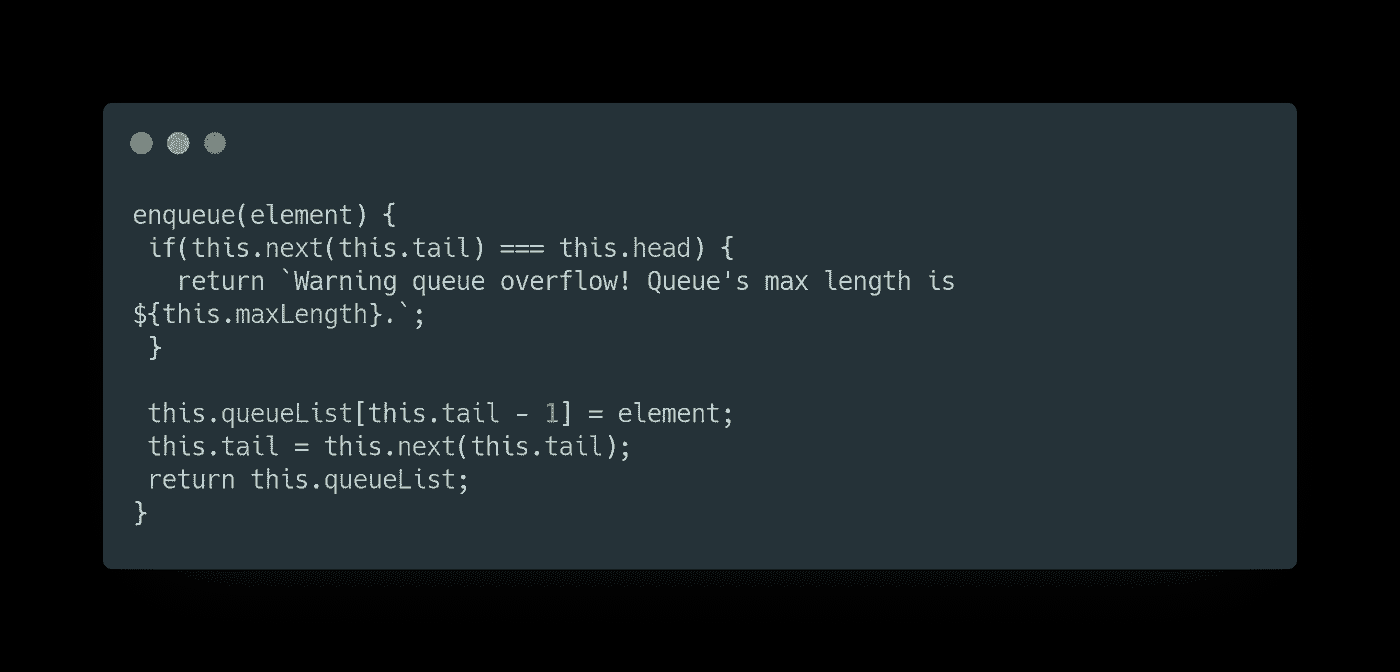 enqueue(element) {
 if(this.next(this.tail) === this.head) {
   return `Warning queue overflow! Queue's max length is
${this.maxLength}.`;
 }

 this.queueList[this.tail - 1] = element;
 this.tail = this.next(this.tail);
 return this.queueList;
}